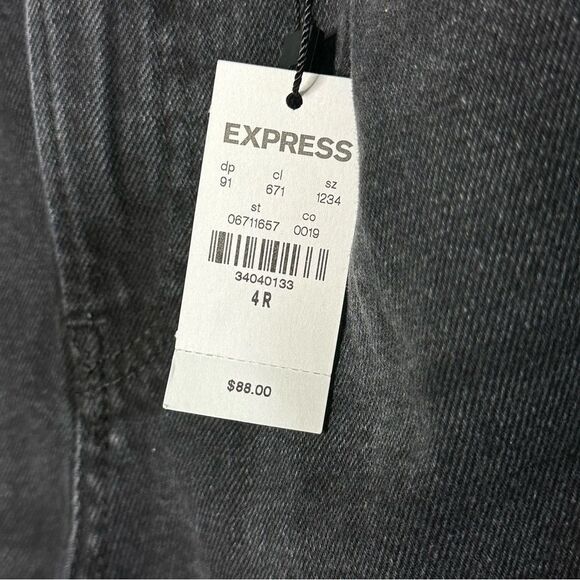 EXPRESS
dp cl sz
91 671 1234
st co
06711657 0019
34040133
4R
$88.00